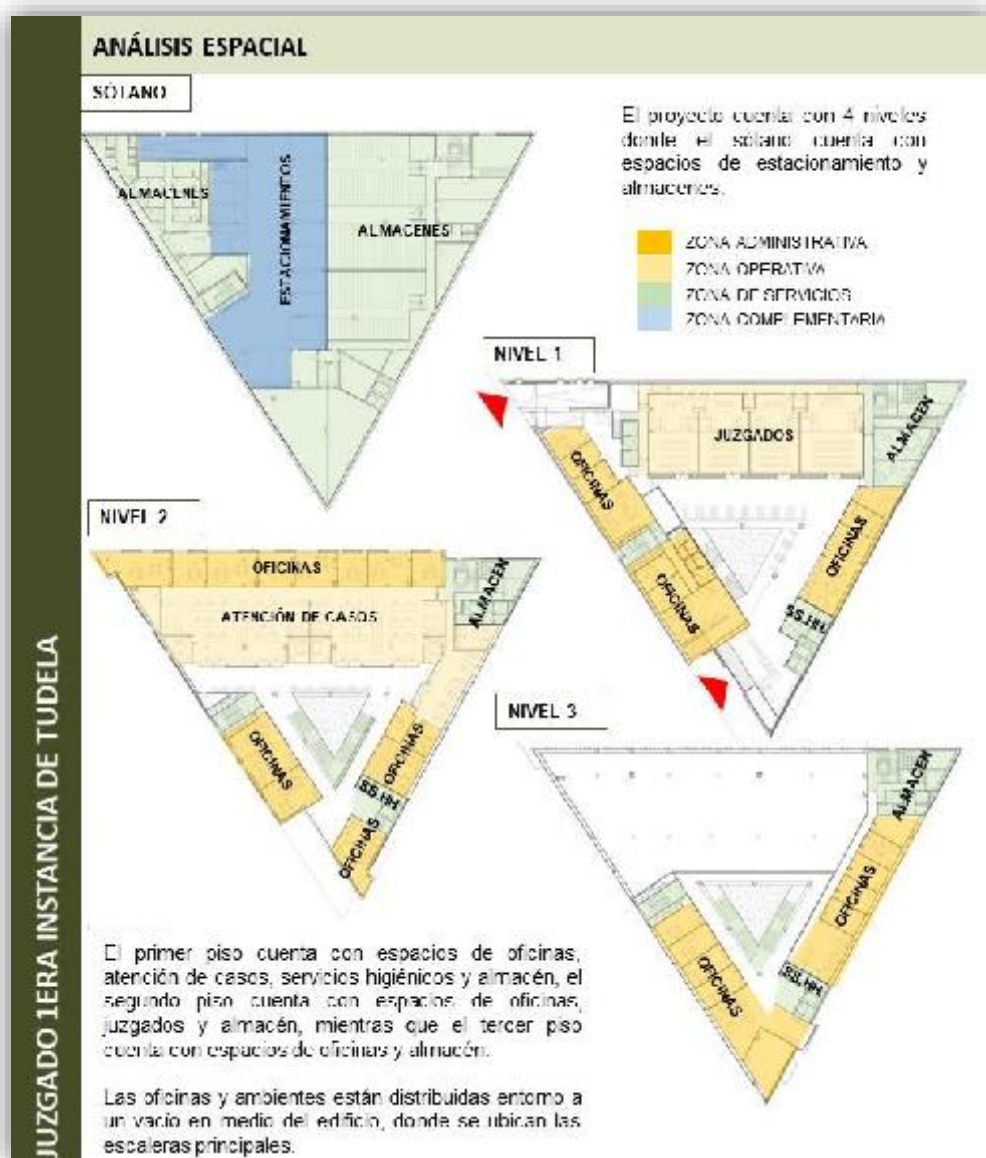 ANÁLISIS ESPACIAL
SÓTANO
El proyecto cuenta con 4 niveles
donde el sótano cuenta con
espacios de estacionamiento y
almacenes.
ALMACENES
ESTACIONAMIENTOS
ALMACENES
ZONA ADMINISTRATIVA
ZONA OPERATIVA
ZONA DE SERVICIOS
ZONA COMPLEMENTARIA
NIVEL 1
JUZGADOS
ALMACEN
OFICINAS
OFICINAS
OFICINAS
SS.HH
NIVEL 2
OFICINAS
ATENCIÓN DE CASOS
ALMACEN
OFICINAS
OFICINAS
SS.HH
OFICINAS
NIVEL 3
ALMACEN
OFICINAS
OFICINAS
SS.HH
El primer piso cuenta con espacios de oficinas,
atención de casos, servicios higiénicos y almacén, el
segundo piso cuenta con espacios de oficinas,
juzgados y almacén, mientras que el tercer piso
cuenta con espacios de oficinas y almacén.
Las oficinas y ambientes están distribuidas entorno a
un vacío en medio del edificio, donde se ubican las
escaleras principales.
JUZGADO 1ERA INSTANCIA DE TUDELA